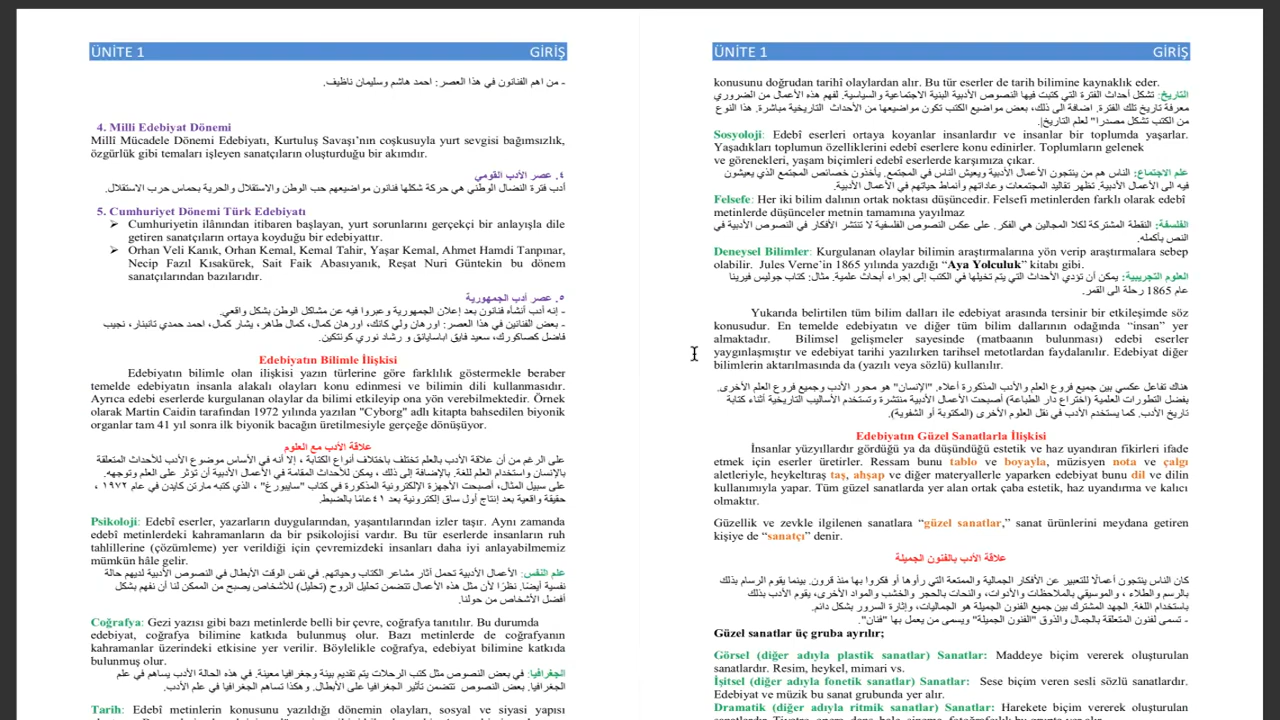 ÜNİTE 1 GİRİŞ
- من اهم الفنانون في هذا العصر: احمد هاشم وسليمان ناظيف.
4. Milli Edebiyat Dönemi
Millî Mücadele Dönemi Edebiyatı, Kurtuluş Savaşı'nın coşkusuyla yurt sevgisi bağımsızlık,
özgürlük gibi temaları işleyen sanatçıların oluşturduğu bir akımdır.
٤. عصر الأدب القومي
أدب فترة النضال الوطني هي حركة شكلها فنانون مواضيعهم حب الوطن والاستقلال والحرية بحماس حرب الاستقلال.
5. Cumhuriyet Dönemi Türk Edebiyatı
➢ Cumhuriyetin ilânından itibaren başlayan, yurt sorunlarını gerçekçi bir anlayışla dile
getiren sanatçıların ortaya koyduğu bir edebiyattır.
➢ Orhan Veli Kanık, Orhan Kemal, Kemal Tahir, Yaşar Kemal, Ahmet Hamdi Tanpınar,
Necip Fazıl Kısakürek, Sait Faik Abasıyanık, Reşat Nuri Güntekin bu dönem
sanatçılarından bazılarıdır.
٥. عصر أدب الجمهورية
- إنه أدب أنشأه فنانون بعد إعلان الجمهورية وعبروا فيه عن مشاكل الوطن بشكل واقعي.
- بعض الفنانين في هذا العصر: اورهان ولي كانك، اورهان كمال، كمال طاهر، يشار كمال، احمد حمدي تانبنار، نجيب
فاضل كصاكورك، سعيد فايق اباسايانق و رشاد نوري كونتكين.
Edebiyatın Bilimle İlişkisi
Edebiyatın bilimle olan ilişkisi yazın türlerine göre farklılık göstermekle beraber
temelde edebiyatın insanla alakalı olayları konu edinmesi ve bilimin dili kullanmasıdır.
Ayrıca edebi eserlerde kurgulanan olaylar da bilimi etkileyip ona yön verebilmektedir. Örnek
olarak Martin Caidin tarafından 1972 yılında yazılan "Cyborg" adlı kitapta bahsedilen biyonik
organlar tam 41 yıl sonra ilk biyonik bacağın üretilmesiyle gerçeğe dönüşüyor.
علاقة الأدب مع العلوم
على الرغم من أن علاقة الأدب بالعلم تختلف باختلاف أنواع الكتابة ، إلا أنه في الأساس موضوع الأدب للأحداث المتعلقة
بالإنسان واستخدام العلم للغة. بالإضافة إلى ذلك ، يمكن للأحداث المقامة في الأعمال الأدبية أن تؤثر على العلم وتوجهه.
على سبيل المثال، أصبحت الأجهزة الإلكترونية المذكورة في كتاب "سايبورغ" ، الذي كتبه مارتن كايدن في عام ١٩٧٢ ،
حقيقة واقعية بعد إنتاج أول ساق إلكترونية بعد ٤١ عامًا بالضبط.
Psikoloji: Edebî eserler, yazarların duygularından, yaşantılarından izler taşır. Aynı zamanda
edebî metinlerdeki kahramanların da bir psikolojisi vardır. Bu tür eserlerde insanların ruh
tahlillerine (çözümleme) yer verildiği için çevremizdeki insanları daha iyi anlayabilmemiz
mümkün hâle gelir.
علم النفس: الأعمال الأدبية تحمل آثار مشاعر الكتاب وحياتهم. في نفس الوقت الأبطال في النصوص الأدبية لديهم حالة
نفسية أيضًا. نظرًا لأن مثل هذه الأعمال تتضمن تحليل الروح (تحليل) للأشخاص يصبح من الممكن لنا أن نفهم بشكل
أفضل الأشخاص من حولنا.
Coğrafya: Gezi yazısı gibi bazı metinlerde belli bir çevre, coğrafya tanıtılır. Bu durumda
edebiyat, coğrafya bilimine katkıda bulunmuş olur. Bazı metinlerde de coğrafyanın
kahramanlar üzerindeki etkisine yer verilir. Böylelikle coğrafya, edebiyat bilimine katkıda
bulunmuş olur.
الجغرافيا: في بعض النصوص مثل كتب الرحلات يتم تقديم بيئة وجغرافيا معينة. في هذه الحالة الأدب يساهم في علم
الجغرافيا. بعض النصوص تتضمن تأثير الجغرافيا على الأبطال. و هكذا تساهم الجغرافيا في علم الأدب.
Tarih: Edebî metinlerin konusunu yazıldığı dönemin olayları, sosyal ve siyasi yapısı
ÜNİTE 1 GİRİŞ
konusunu doğrudan tarihî olaylardan alır. Bu tür eserler de tarih bilimine kaynaklık eder.
التاريخ: تشكل أحداث الفترة التي كتبت فيها النصوص الأدبية البنية الاجتماعية والسياسية. لفهم هذه الأعمال من الضروري
معرفة تاريخ تلك الفترة. اضافة الى ذلك، بعض مواضيع الكتب تكون مواضيعها من الأحداث التاريخية مباشرة. هذا النوع
من الكتب تشكل مصدرا" لعلم التاريخ.
Sosyoloji: Edebî eserleri ortaya koyanlar insanlardır ve insanlar bir toplumda yaşarlar.
Yaşadıkları toplumun özelliklerini edebî eserlere konu edinirler. Toplumların gelenek
ve görenekleri, yaşam biçimleri edebî eserlerde karşımıza çıkar.
علم الاجتماع: الناس هم من ينتجون الأعمال الأدبية ويعيش الناس في المجتمع. يأخذون خصائص المجتمع الذي يعيشون
فيه الى الأعمال الأدبية. تظهر تقاليد المجتمعات وعاداتهم وأنماط حياتهم في الأعمال الأدبية.
Felsefe: Her iki bilim dalının ortak noktası düşüncedir. Felsefi metinlerden farklı olarak edebî
metinlerde düşünceler metnin tamamına yayılmaz
الفلسفة: النقطة المشتركة لكلا المجالين هي الفكر. على عكس النصوص الفلسفية لا تنتشر الأفكار في النصوص الأدبية في
النص بأكمله.
Deneysel Bilimler: Kurgulanan olaylar bilimin araştırmalarına yön verip araştırmalara sebep
olabilir. Jules Verne'in 1865 yılında yazdığı "Aya Yolculuk" kitabı gibi.
العلوم التجريبية: يمكن أن تؤدي الأحداث التي يتم تخيلها في الكتب إلى إجراء أبحاث علمية. مثال: كتاب جوليس فيرينا
عام 1865 رحلة الى القمر.
Yukarıda belirtilen tüm bilim dalları ile edebiyat arasında tersinir bir etkileşimde söz
konusudur. En temelde edebiyatın ve diğer tüm bilim dallarının odağında "insan" yer
almaktadır. Bilimsel gelişmeler sayesinde (matbaanın bulunması) edebi eserler
yaygınlaşmıştır ve edebiyat tarihi yazılırken tarihsel metotlardan faydalanılır. Edebiyat diğer
bilimlerin aktarılmasında da (yazılı veya sözlü) kullanılır.
هناك تفاعل عكسي بين جميع فروع العلم والأدب المذكورة أعلاه. "الإنسان" هو محور الأدب وجميع فروع العلم الأخرى.
بفضل التطورات العلمية (اختراع دار الطباعة) أصبحت الأعمال الأدبية منتشرة وتستخدم الأساليب التاريخية أثناء كتابة
تاريخ الأدب. كما يستخدم الأدب في نقل العلوم الأخرى (المكتوبة أو الشفوية).
Edebiyatın Güzel Sanatlarla İlişkisi
İnsanlar yüzyıllardır gördüğü ya da düşündüğü estetik ve haz uyandıran fikirleri ifade
etmek için eserler üretirler. Ressam bunu tablo ve boyayla, müzisyen nota ve çalgı
aletleriyle, heykeltıraş taş, ahşap ve diğer materyallerle yaparken edebiyat bunu dil ve dilin
kullanımıyla yapar. Tüm güzel sanatlarda yer alan ortak çaba estetik, haz uyandırma ve kalıcı
olmaktır.
Güzellik ve zevkle ilgilenen sanatlara "güzel sanatlar," sanat ürünlerini meydana getiren
kişiye de "sanatçı" denir.
علاقة الأدب بالفنون الجميلة
كان الناس ينتجون أعمالًا للتعبير عن الأفكار الجمالية والممتعة التي رأوها أو فكروا بها منذ قرون. بينما يقوم الرسام بذلك
بالرسم والطلاء ، والموسيقي بالملاحظات والأدوات، والنحات بالحجر والخشب والمواد الأخرى، يقوم الأدب بذلك
باستخدام اللغة. الجهد المشترك بين جميع الفنون الجميلة هو الجماليات، وإثارة السرور بشكل دائم.
- تسمى لفنون المتعلقة بالجمال والذوق "الفنون الجميلة" ويسمى من يعمل بها "فنان".
Güzel sanatlar üç gruba ayrılır;
Görsel (diğer adıyla plastik sanatlar) Sanatlar: Maddeye biçim vererek oluşturulan
sanatlardır. Resim, heykel, mimari vs.
İşitsel (diğer adıyla fonetik sanatlar) Sanatlar: Sese biçim veren sesli sözlü sanatlardır.
Edebiyat ve müzik bu sanat grubunda yer alır.
Dramatik (diğer adıyla ritmik sanatlar) Sanatlar: Harekete biçim vererek oluşturulan